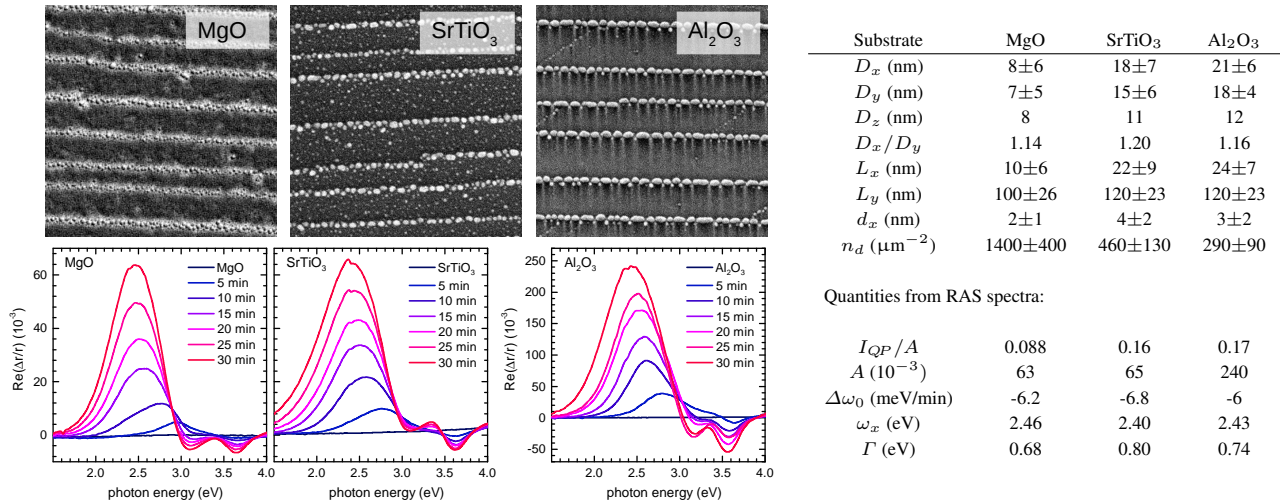 MgO
SrTiO₃
Al₂O₃
Substrate MgO SrTiO3 Al₂O₃
Dₓ (nm) 8±6 18±7 21±6
D_y (nm) 7±5 15±6 18±4
D_z (nm) 8 11 12
Dₓ/D_y 1.14 1.20 1.16
Lₓ (nm) 10±6 22±9 24±7
L_y (nm) 100±26 120±23 120±23
dₓ (nm) 2±1 4±2 3±2
n_d (μm⁻²) 1400±400 460±130 290±90
Quantities from RAS spectra:
I_QP/A 0.088 0.16 0.17
A (10⁻³) 63 65 240
Δω₀ (meV/min) -6.2 -6.8 -6
ωₓ (eV) 2.46 2.40 2.43
Γ (eV) 0.68 0.80 0.74
Re(Δr/r) (10⁻³)
60
40
20
0
MgO
MgO
5 min
10 min
15 min
20 min
25 min
30 min
2.0 2.5 3.0 3.5 4.0
photon energy (eV)
SrTiO₃
SrTiO₃
5 min
10 min
15 min
20 min
25 min
30 min
2.0 2.5 3.0 3.5 4.0
photon energy (eV)
Re(Δr/r) (10⁻³)
250
200
150
100
50
0
-50
Al₂O₃
Al₂O₃
5 min
10 min
15 min
20 min
25 min
30 min
2.0 2.5 3.0 3.5 4.0
photon energy (eV)